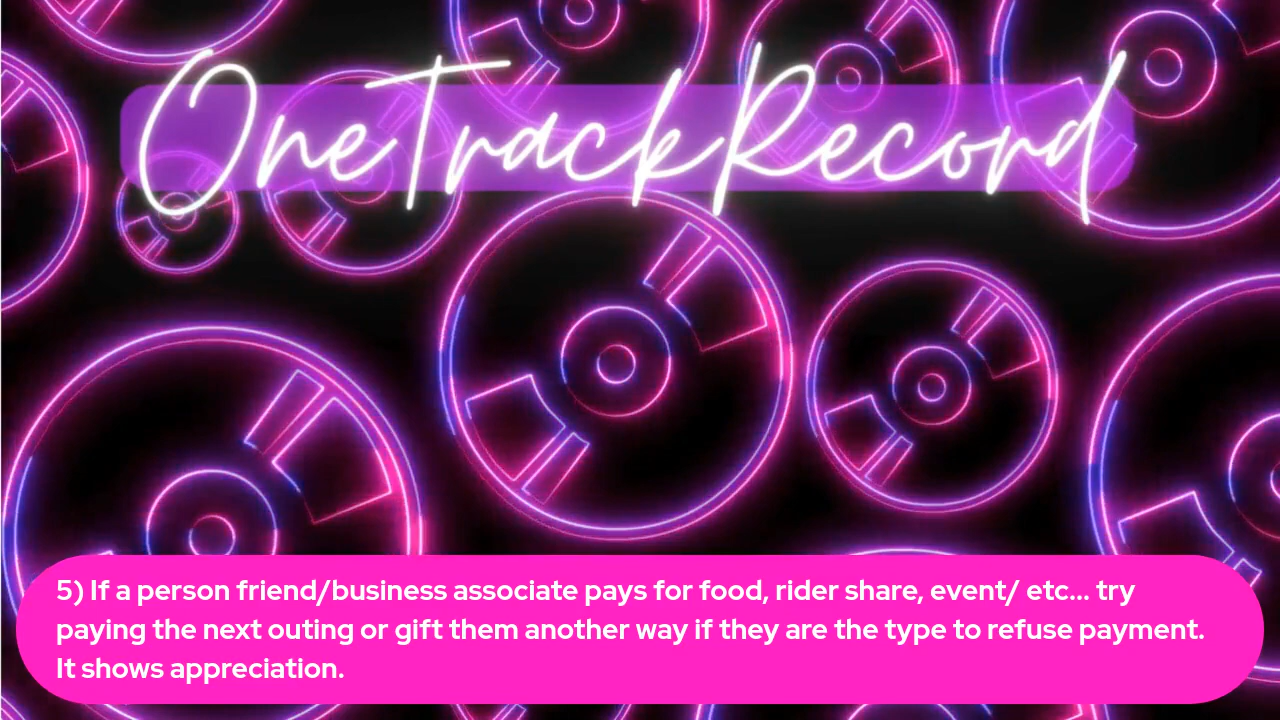 OneTrackRecord
5) If a person friend/business associate pays for food, rider share, event/ etc... try
paying the next outing or gift them another way if they are the type to refuse payment.
It shows appreciation.